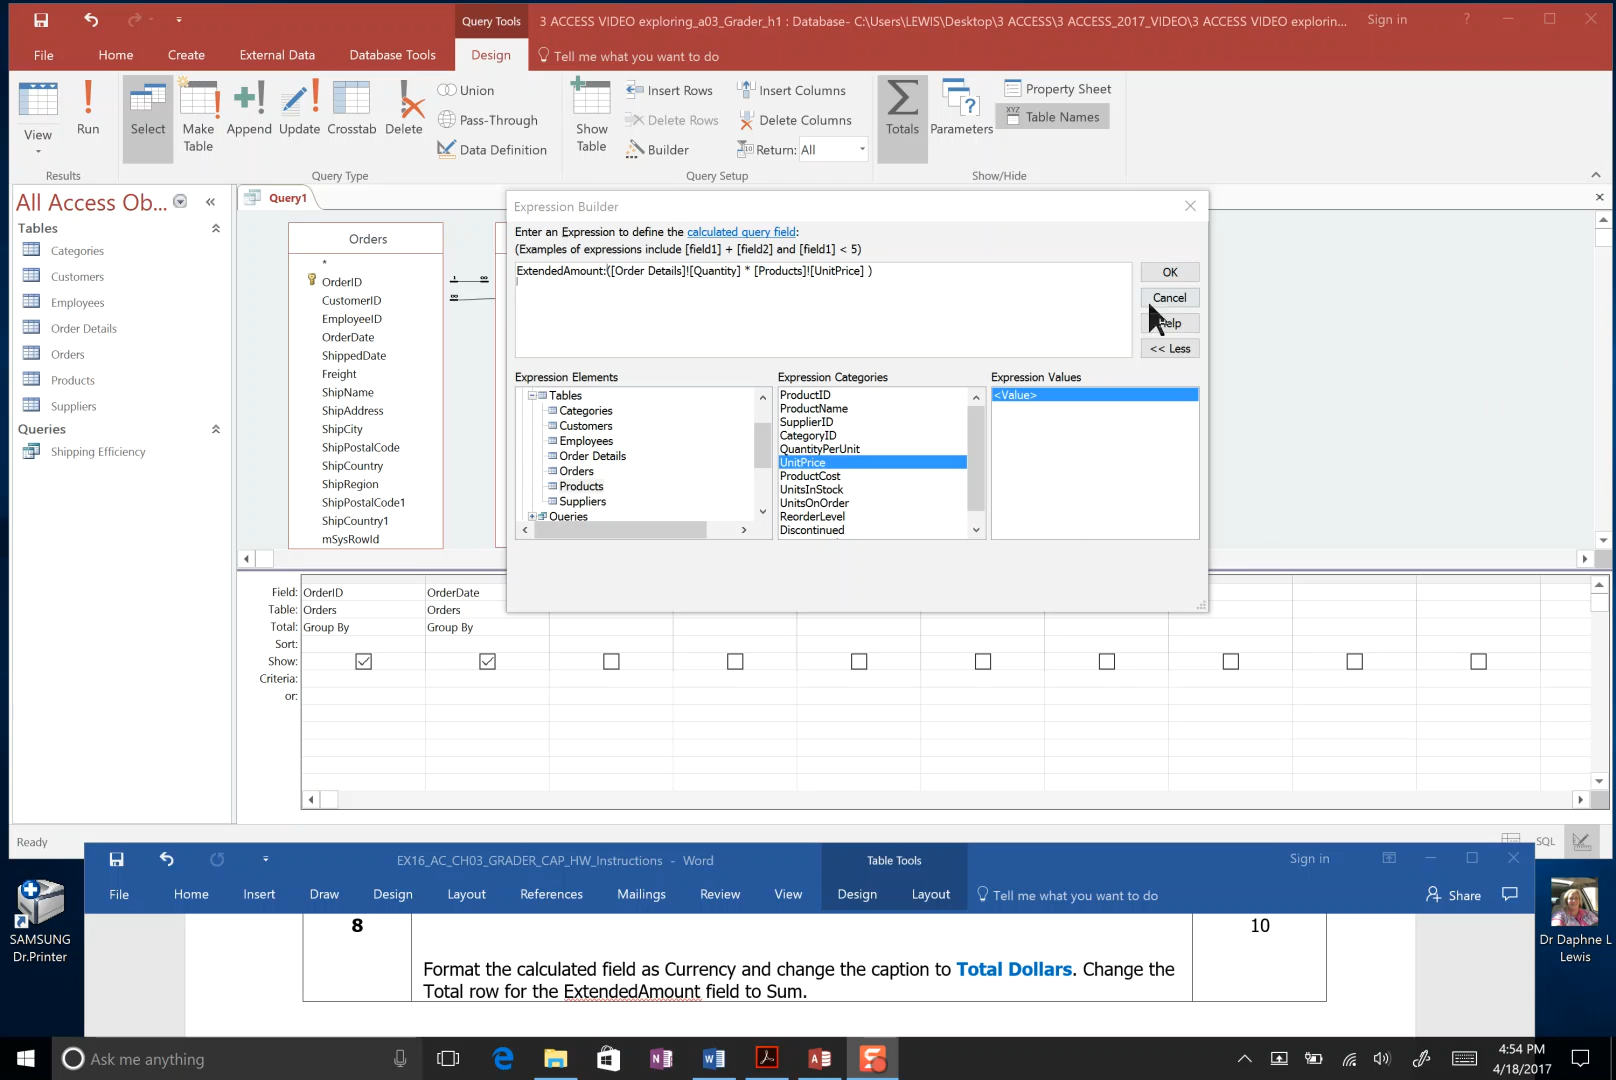 Query Tools
3 ACCESS VIDEO exploring_a03_Grader_h1 : Database- C:\Users\LEWIS\Desktop\3 ACCESS\3 ACCESS_2017_VIDEO\3 ACCESS VIDEO explorin...
Sign in
File Home Create External Data Database Tools Design Tell me what you want to do
View
Run
Select
Make Table
Append
Update
Crosstab
Delete
Union
Pass-Through
Data Definition
Show Table
Insert Rows
Delete Rows
Builder
Insert Columns
Delete Columns
Return: All
Totals
Parameters
Property Sheet
Table Names
Results
Query Type
Query Setup
Show/Hide
All Access Ob...
Tables
Categories
Customers
Employees
Order Details
Orders
Products
Suppliers
Queries
Shipping Efficiency
Query1
Orders
*
OrderID
CustomerID
EmployeeID
OrderDate
ShippedDate
Freight
ShipName
ShipAddress
ShipCity
ShipPostalCode
ShipCountry
ShipRegion
ShipPostalCode1
ShipCountry1
mSysRowId
Expression Builder
Enter an Expression to define the calculated query field:
(Examples of expressions include [field1] + [field2] and [field1] < 5)
ExtendedAmount:([Order Details]![Quantity] * [Products]![UnitPrice] )
OK
Cancel
Help
<< Less
Expression Elements
Tables
Categories
Customers
Employees
Order Details
Orders
Products
Suppliers
Queries
Expression Categories
ProductID
ProductName
SupplierID
CategoryID
QuantityPerUnit
UnitPrice
ProductCost
UnitsInStock
UnitsOnOrder
ReorderLevel
Discontinued
Expression Values
<Value>
Field: OrderID OrderDate
Table: Orders Orders
Total: Group By Group By
Sort:
Show:
Criteria:
or:
Ready
SQL
EX16_AC_CH03_GRADER_CAP_HW_Instructions - Word
Table Tools
Sign in
File Home Insert Draw Design Layout References Mailings Review View Design Layout Tell me what you want to do
Share
8
10
Format the calculated field as Currency and change the caption to Total Dollars. Change the
Total row for the ExtendedAmount field to Sum.
SAMSUNG
Dr.Printer
Dr Daphne L
Lewis
Ask me anything
4:54 PM
4/18/2017